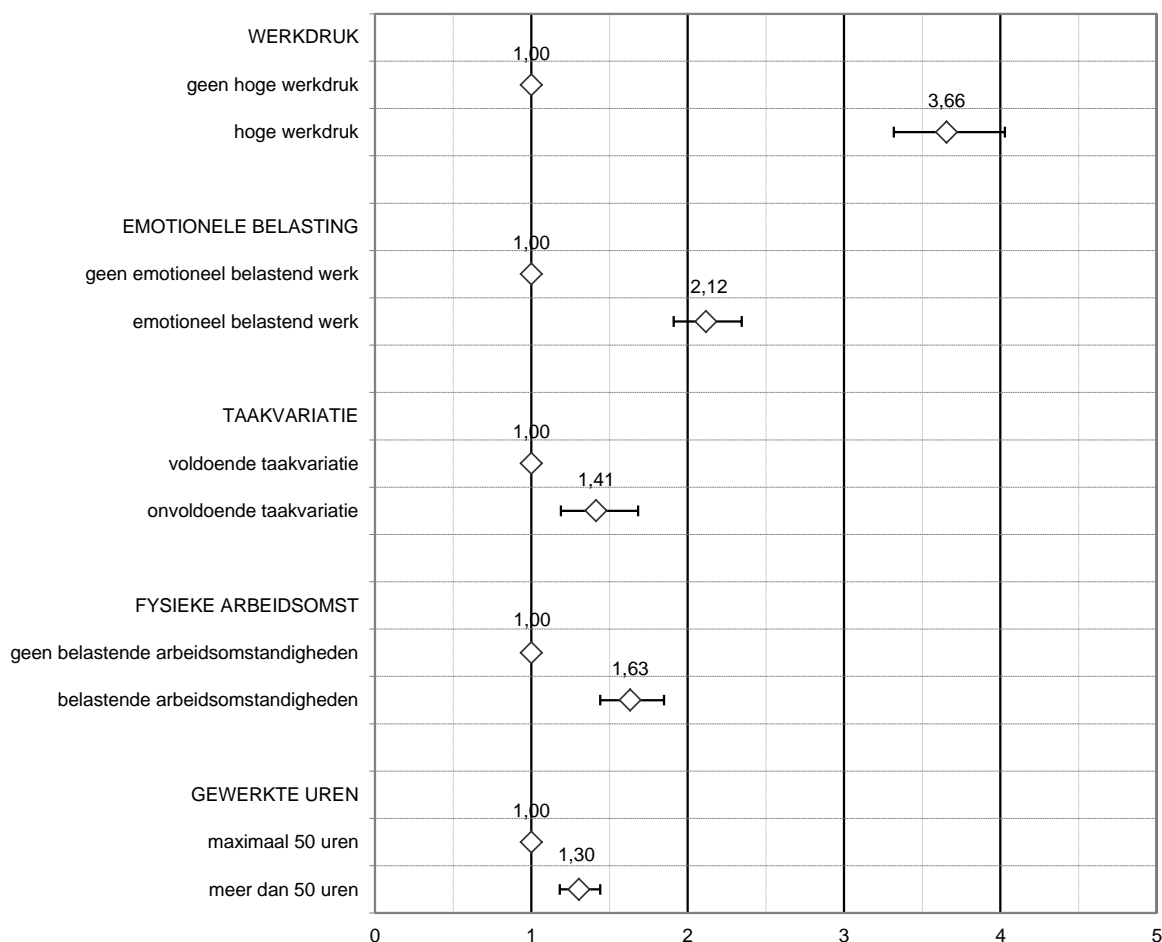 WERKDRUK
1,00
geen hoge werkdruk
3,66
hoge werkdruk
EMOTIONELE BELASTING
1,00
geen emotioneel belastend werk
2,12
emotioneel belastend werk
TAAKVARIATIE
1,00
voldoende taakvariatie
1,41
onvoldoende taakvariatie
FYSIEKE ARBEIDSOMST
1,00
geen belastende arbeidsomstandigheden
1,63
belastende arbeidsomstandigheden
GEWERKTE UREN
1,00
maximaal 50 uren
1,30
meer dan 50 uren
0 1 2 3 4 5